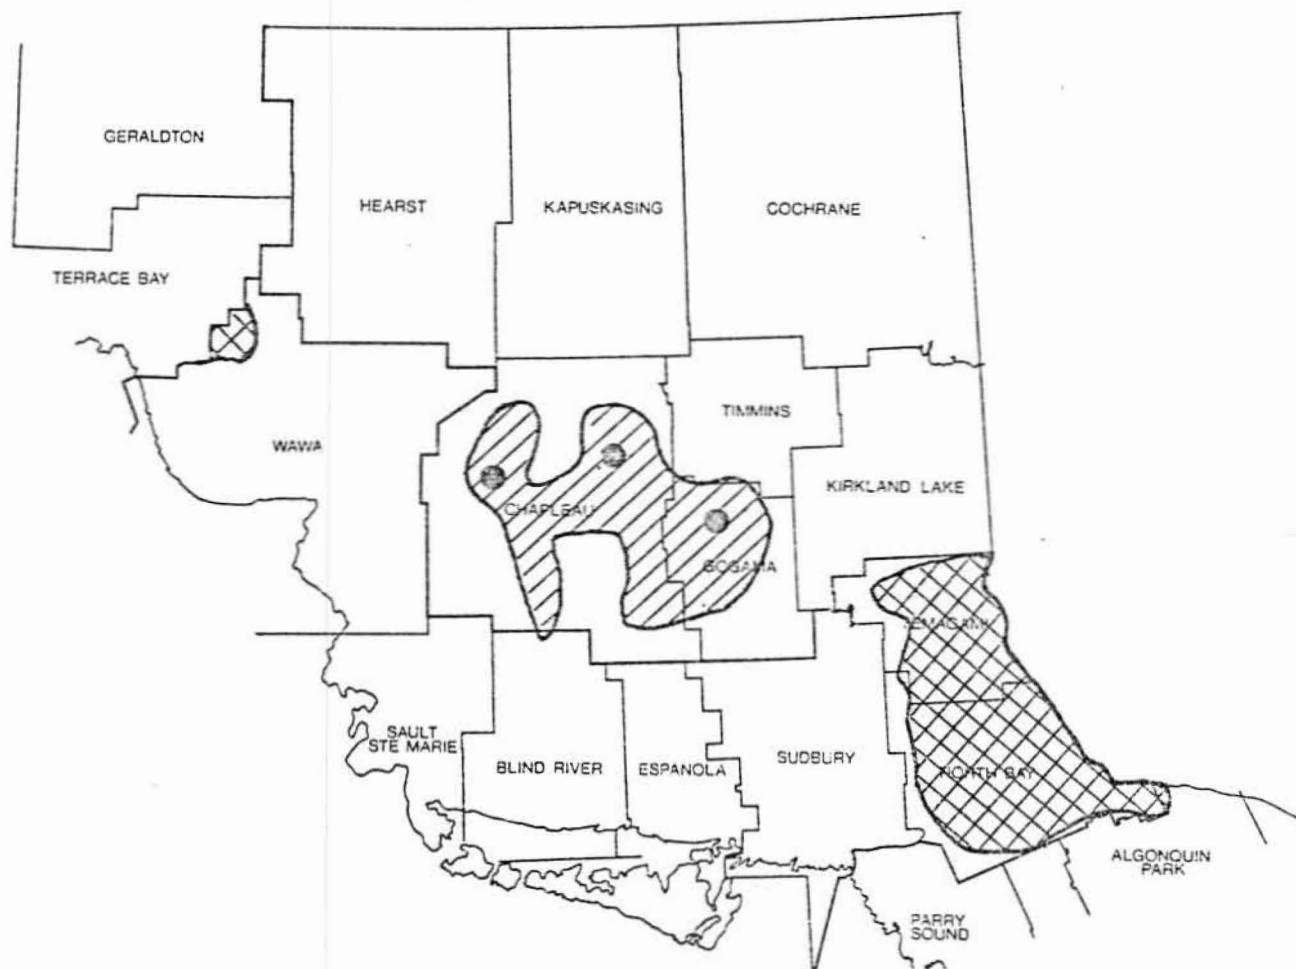 GERALDTON
HEARST
KAPUSKASING
COCHRANE
TERRACE BAY
TIMMINS
WAWA
KIRKLAND LAKE
CHAPLEAU
GOGAMA
TEMAGAMI
SAULT
STE MARIE
BLIND RIVER
ESPANOLA
SUDBURY
NORTH BAY
ALGONQUIN
PARK
PARRY
SOUND